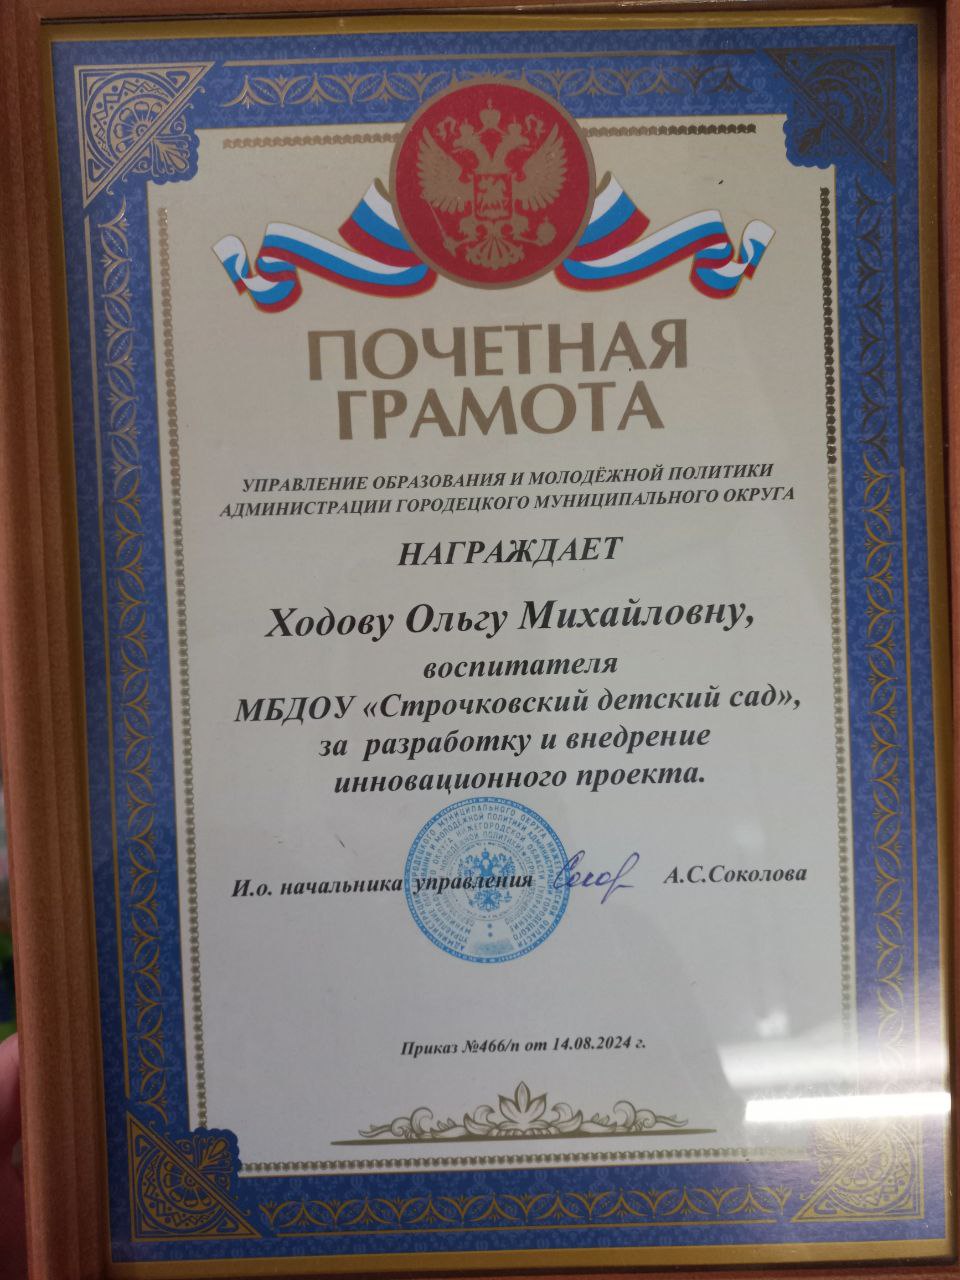 ПОЧЕТНАЯ
ГРАМОТА
УПРАВЛЕНИЕ ОБРАЗОВАНИЯ И МОЛОДЁЖНОЙ ПОЛИТИКИ
АДМИНИСТРАЦИИ ГОРОДЕЦКОГО МУНИЦИПАЛЬНОГО ОКРУГА
НАГРАЖДАЕТ
Ходову Ольгу Михайловну,
воспитателя
МБДОУ «Строчковский детский сад»,
за разработку и внедрение
инновационного проекта.
И.о. начальника управления А.С.Соколова
Приказ №466/п от 14.08.2024 г.